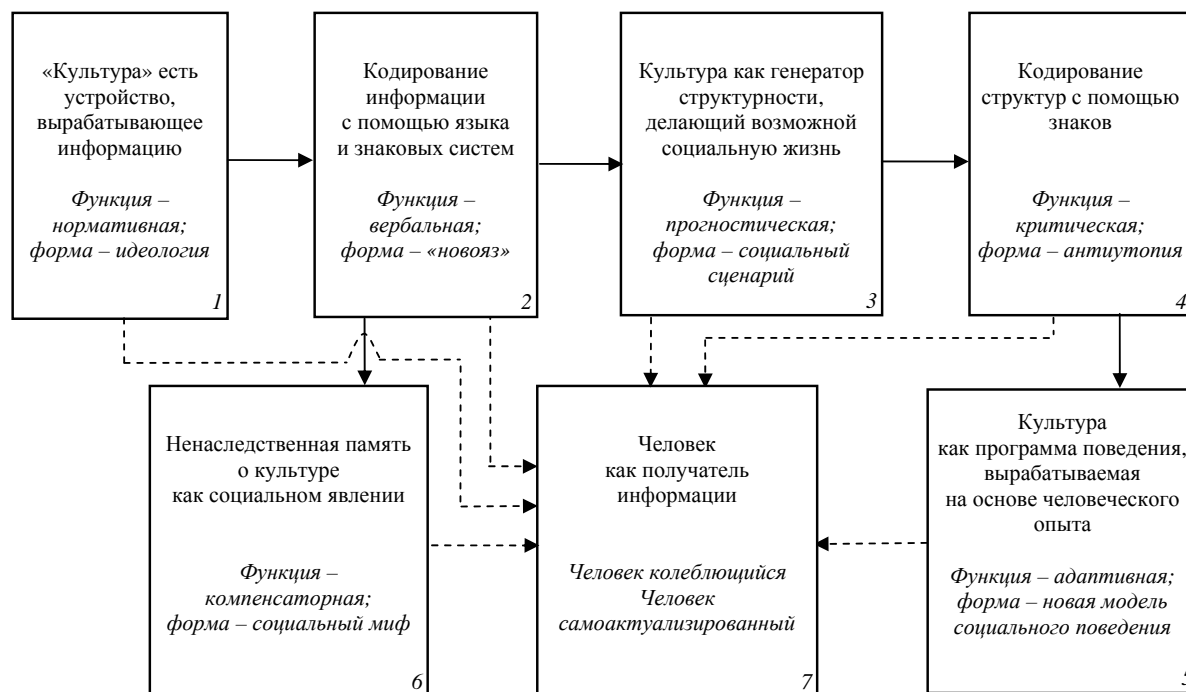 «Культура» есть
устройство,
вырабатывающее
информацию
Функция –
нормативная;
форма – идеология
1
Кодирование
информации
с помощью языка
и знаковых систем
Функция –
вербальная;
форма – «новояз»
2
Культура как генератор
структурности,
делающий возможной
социальную жизнь
Функция –
прогностическая;
форма – социальный
сценарий
3
Кодирование
структур с помощью
знаков
Функция –
критическая;
форма – антиутопия
4
Ненаследственная память
о культуре
как социальном явлении
Функция –
компенсаторная;
форма – социальный миф
6
Человек
как получатель
информации
Человек колеблющийся
Человек
самоактуализированный
7
Культура
как программа поведения,
вырабатываемая
на основе человеческого
опыта
Функция – адаптивная;
форма – новая модель
социального поведения
5